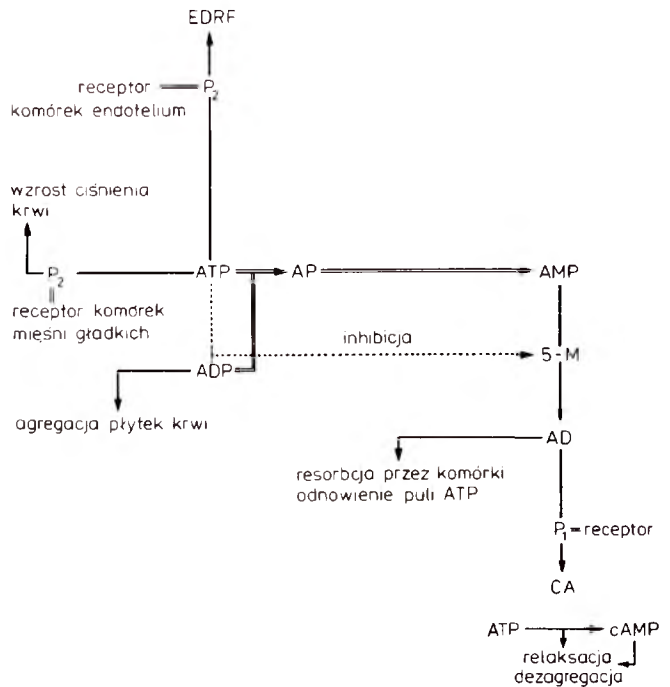 EDRF
receptor P₂
komórek endotelium
wzrost ciśnienia
krwi
P₂ ATP AP AMP
receptor komórek
mięśni gładkich
inhibicja
5-M
ADP
agregacja płytek krwi
AD
resorbcja przez komórki
odnowienie puli ATP
P₁ receptor
CA
ATP cAMP
relaksacja
dezagregacja